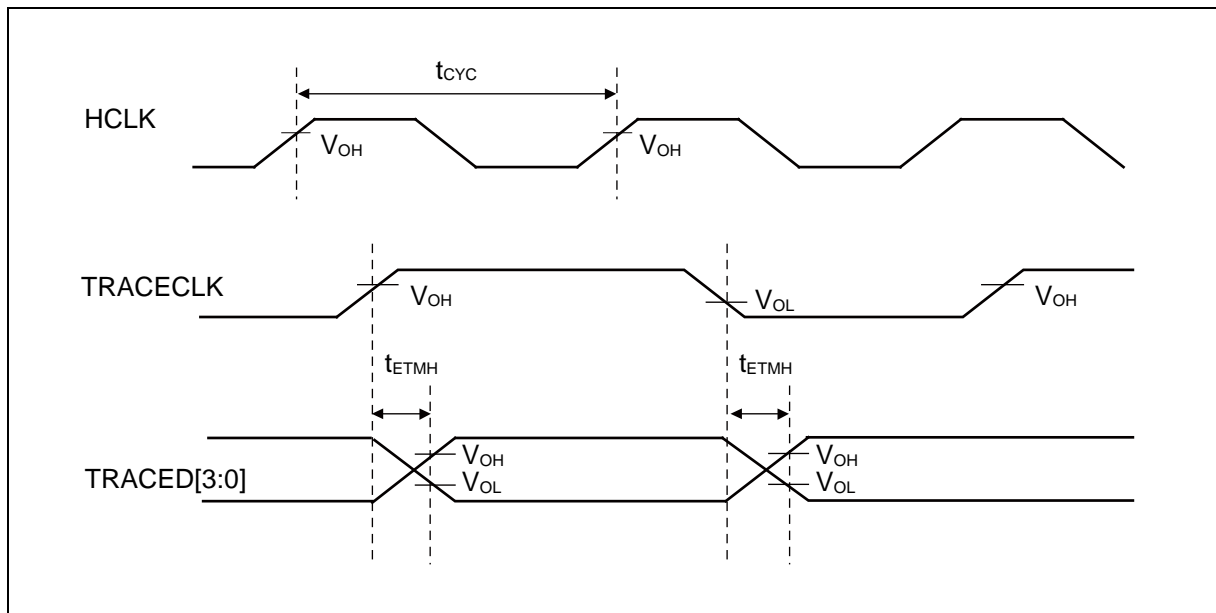 tCYC
HCLK
VOH
VOH
TRACECLK
VOH
VOL
VOH
tETMH
tETMH
TRACED[3:0]
VOH
VOL
VOH
VOL